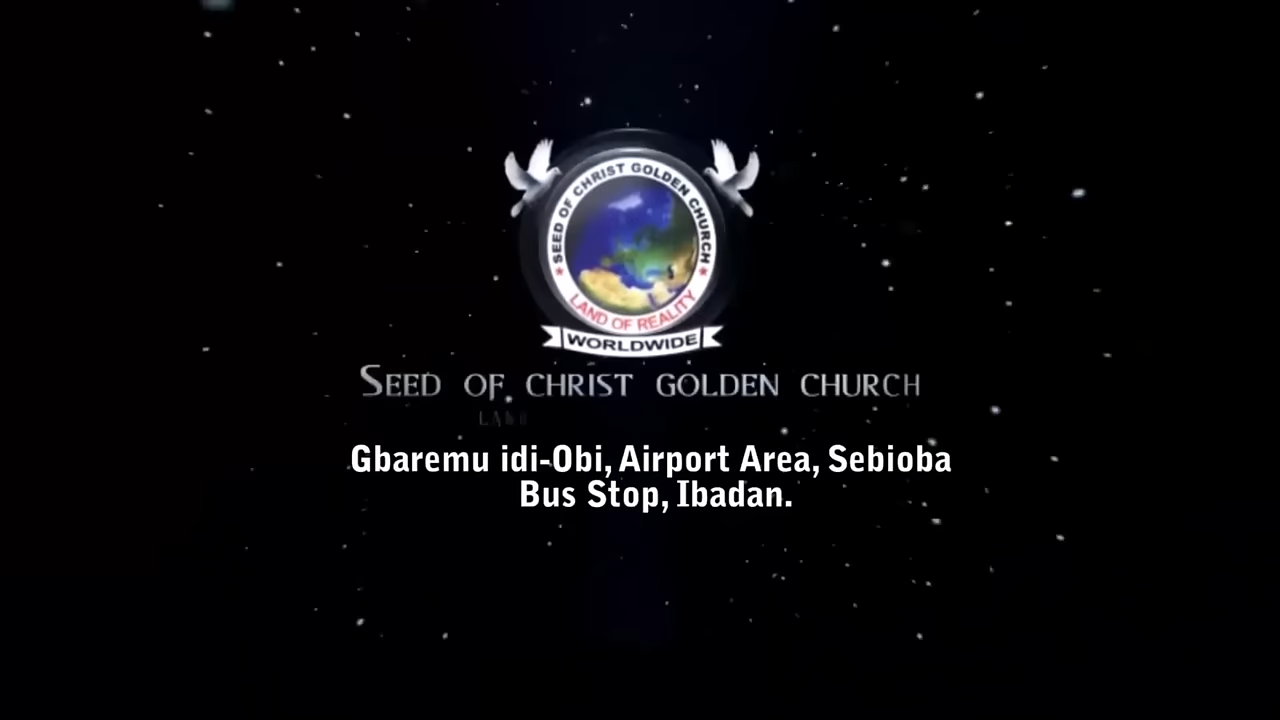 SEED OF CHRIST GOLDEN CHURCH
LAND OF REALITY
WORLDWIDE
SEED OF CHRIST GOLDEN CHURCH
Gbaremu idi-Obi, Airport Area, Sebioba
Bus Stop, Ibadan.